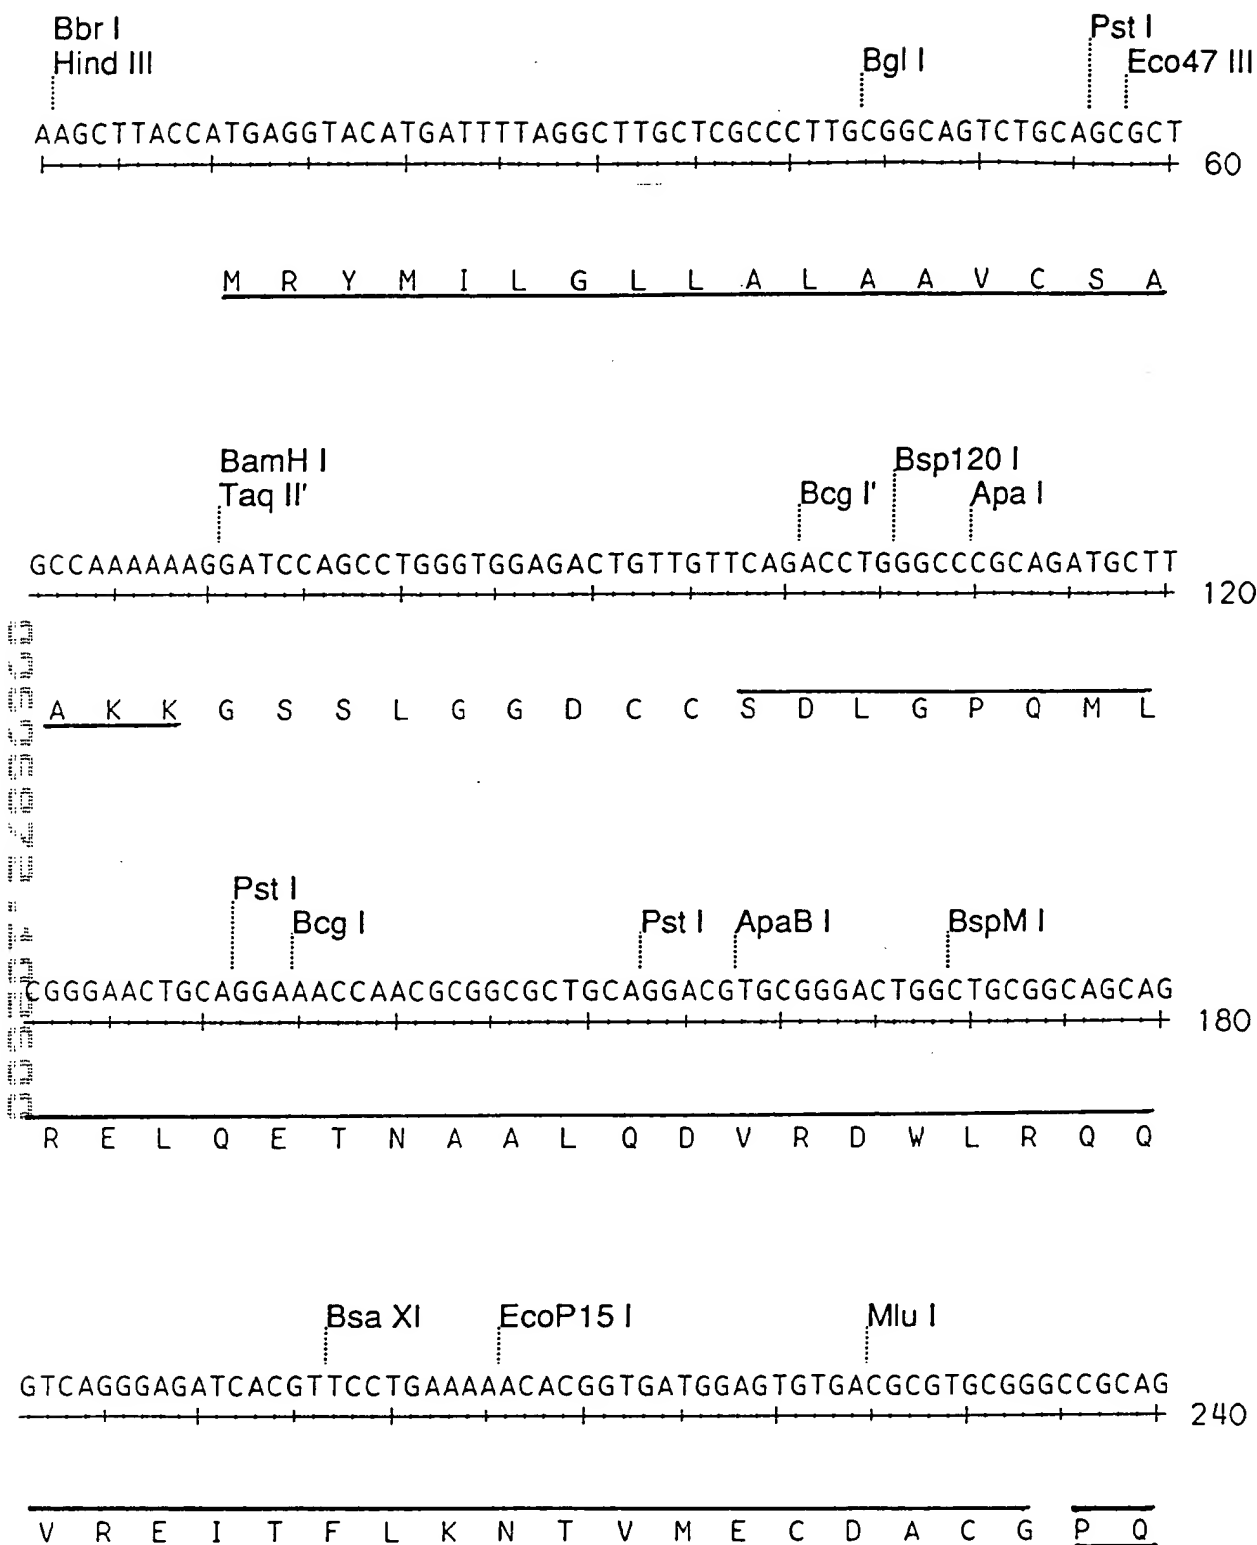 Bbr I
Hind III
Bgl I
Pst I
Eco47 III
AAGCTTACCATGAGGTACATGATTTTAGGCTTGCTCGCCCTTGCGGCAGTCTGCAGCGCT
60
M R Y M I L G L L A L A A V C S A
BamH I
Taq II'
Bcg I'
Bsp120 I
Apa I
GCCAAAAAAGGATCCAGCCTGGGTGGAGACTGTTGTTCAGACCTGGGCCCGCAGATGCTT
120
A K K G S S L G G D C C S D L G P Q M L
Pst I
Bcg I
Pst I
ApaB I
BspM I
CGGGAACTGCAGGAAACCAACGCGGCGCTGCAGGACGTGCGGGACTGGCTGCGGCAGCAG
180
R E L Q E T N A A L Q D V R D W L R Q Q
Bsa XI
EcoP15 I
Mlu I
GTCAGGGAGATCACGTTCCTGAAAAACACGGTGATGGAGTGTGACGCGTGCGGGCCGCAG
240
V R E I T F L K N T V M E C D A C G P Q